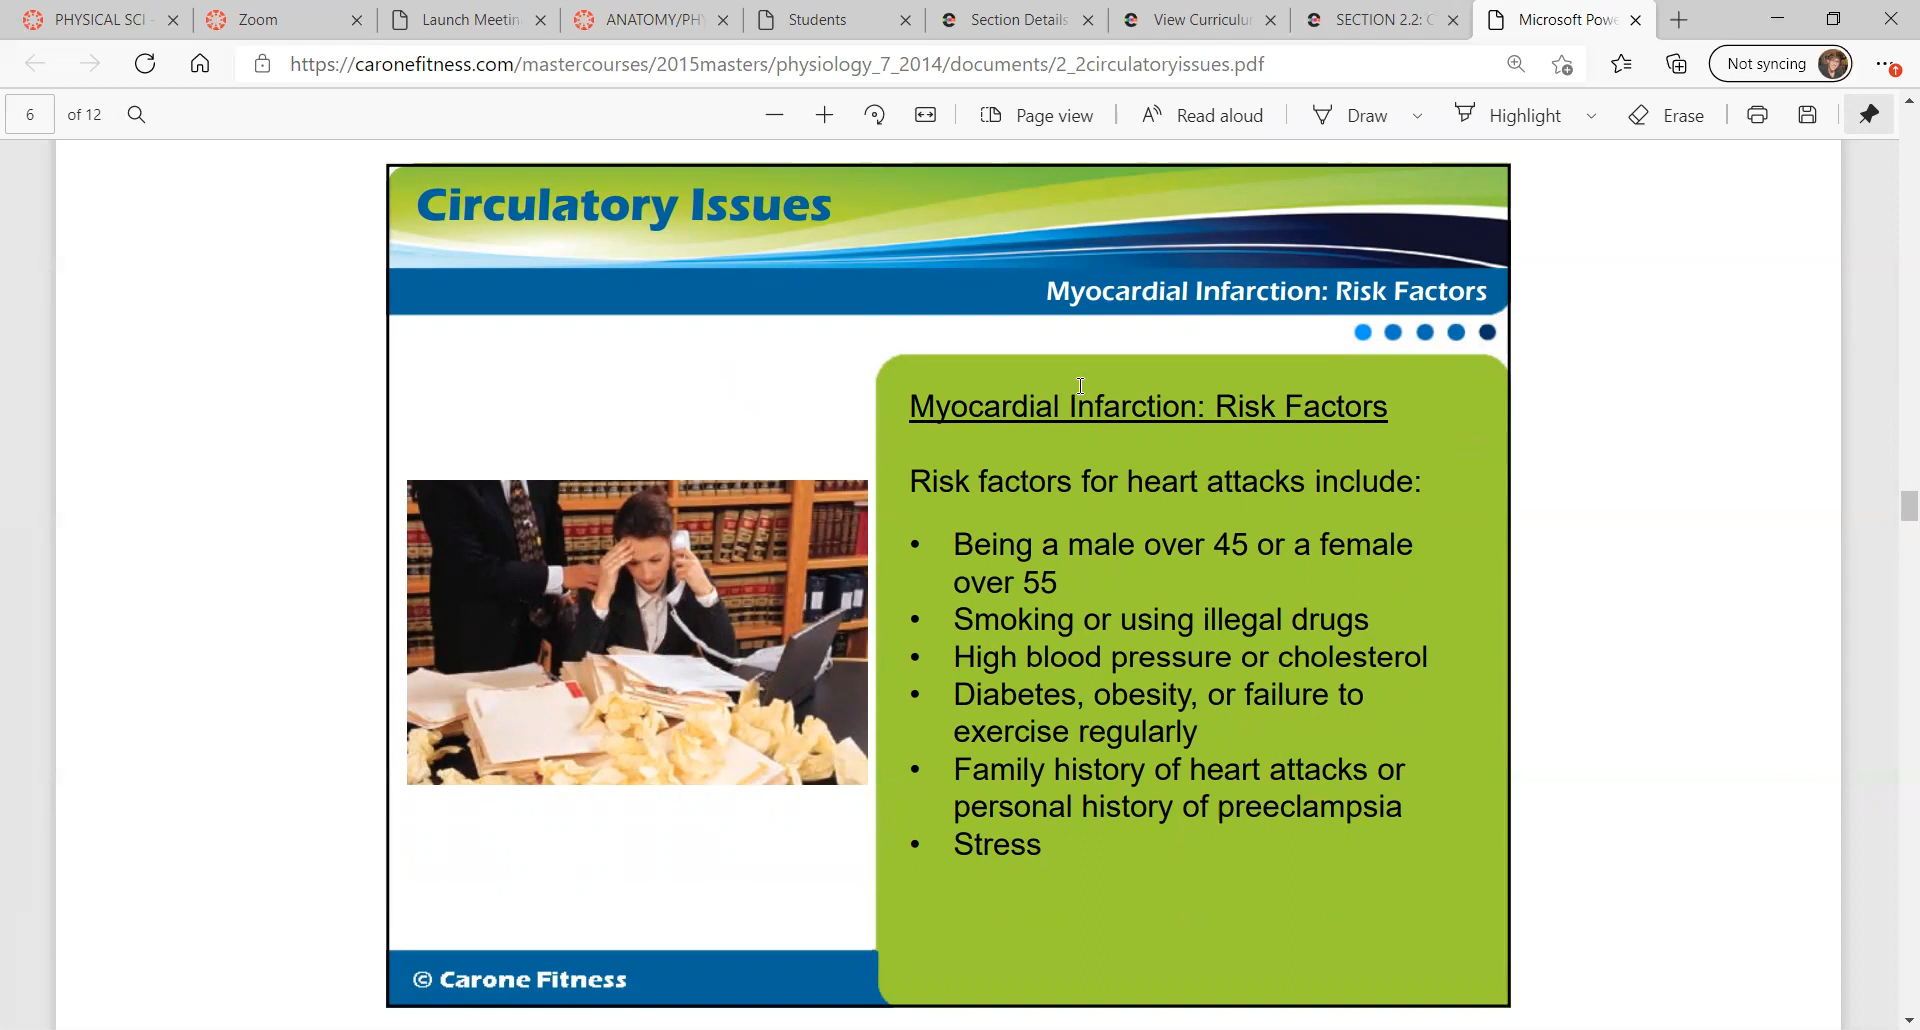 PHYSICAL SCI
Zoom
Launch Meetin
ANATOMY/PH
Students
Section Details
View Curriculu
SECTION 2.2: C
Microsoft Pow
https://caronefitness.com/mastercourses/2015masters/physiology_7_2014/documents/2_2circulatoryissues.pdf
Not syncing
6 of 12
Page view
Read aloud
Draw
Highlight
Erase
Circulatory Issues
Myocardial Infarction: Risk Factors
Myocardial Infarction: Risk Factors
Risk factors for heart attacks include:
• Being a male over 45 or a female
over 55
• Smoking or using illegal drugs
• High blood pressure or cholesterol
• Diabetes, obesity, or failure to
exercise regularly
• Family history of heart attacks or
personal history of preeclampsia
• Stress
© Carone Fitness